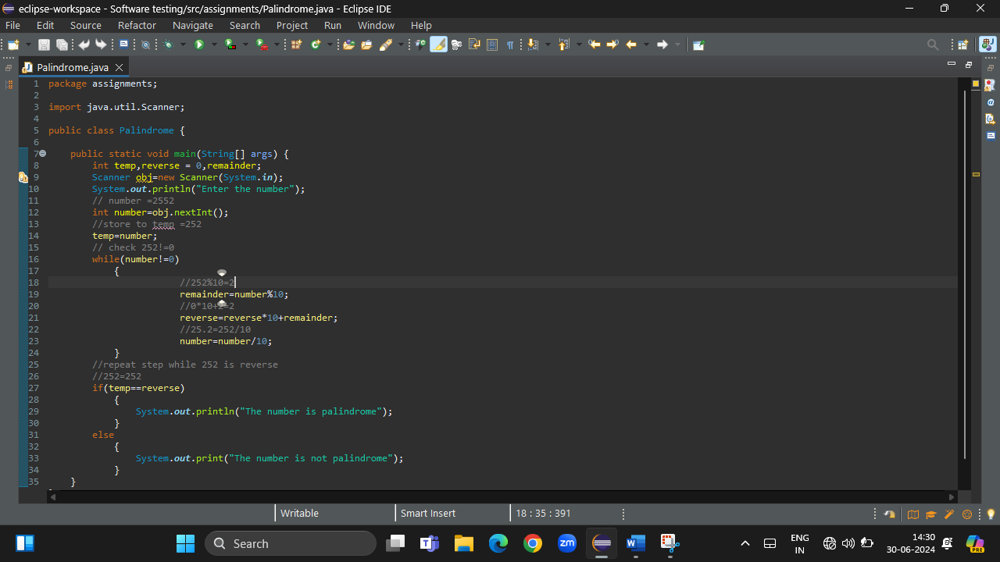 eclipse-workspace - Software testing/src/assignments/Palindrome.java - Eclipse IDE
File Edit Source Refactor Navigate Search Project Run Window Help
Palindrome.java
1 package assignments;
2
3 import java.util.Scanner;
4
5 public class Palindrome {
6
7 public static void main(String[] args) {
8 int temp,reverse = 0,remainder;
9 Scanner obj=new Scanner(System.in);
10 System.out.println("Enter the number");
11 // number =2552
12 int number=obj.nextInt();
13 //store to temp =252
14 temp=number;
15 // check 252!=0
16 while(number!=0)
17 {
18 //252%10=2
19 remainder=number%10;
20 //0*10+2=2
21 reverse=reverse*10+remainder;
22 //25.2=252/10
23 number=number/10;
24 }
25 //repeat step while 252 is reverse
26 //252=252
27 if(temp==reverse)
28 {
29 System.out.println("The number is palindrome");
30 }
31 else
32 {
33 System.out.print("The number is not palindrome");
34 }
35 }
Writable Smart Insert 18 : 35 : 391
Search
ENG
IN
14:30
30-06-2024
zm
PRE